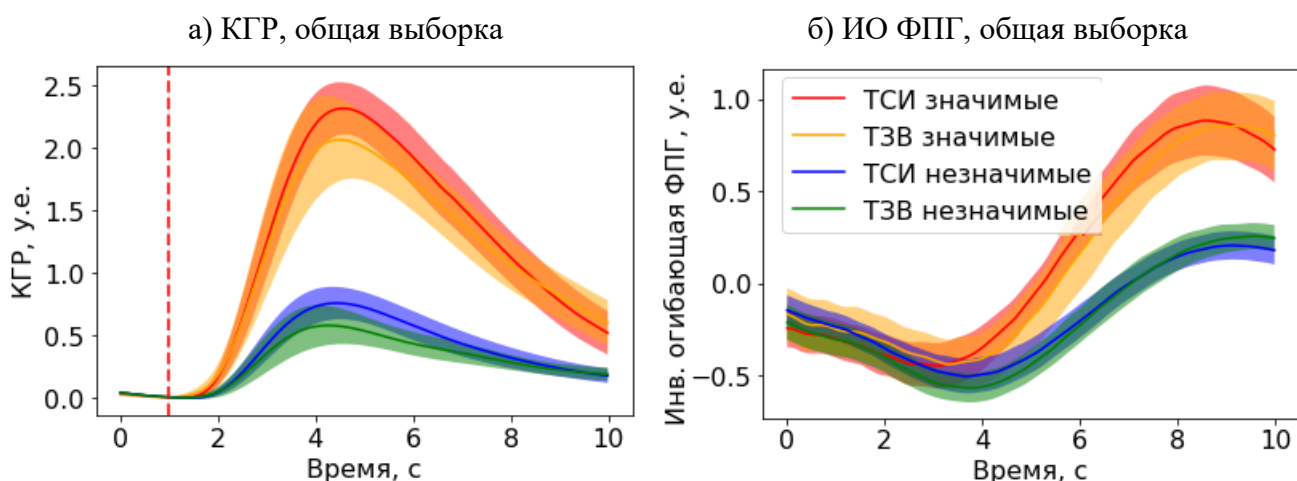 а) КГР, общая выборка
КГР, у.е.
2.5
2.0
1.5
1.0
0.5
0.0
0
2
4
6
8
10
Время, с
б) ИО ФПГ, общая выборка
Инв. огибающая ФПГ, у.е.
1.0
0.5
0.0
−0.5
ТСИ значимые
ТЗВ значимые
ТСИ незначимые
ТЗВ незначимые
0
2
4
6
8
10
Время, с